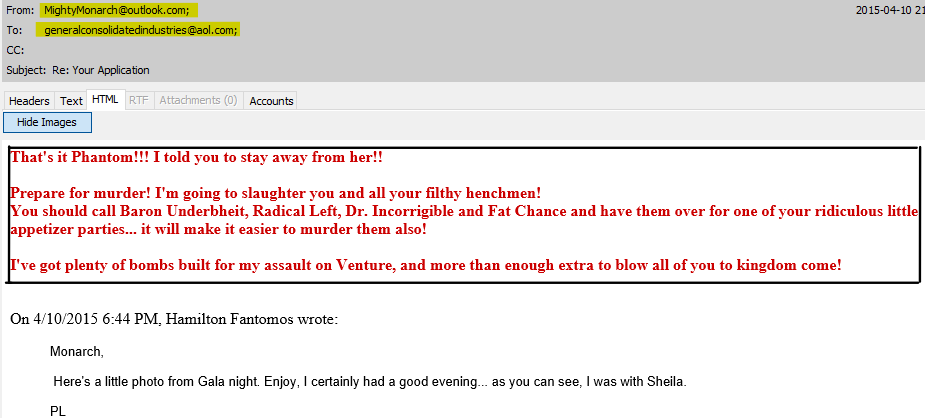 From: MightyMonarch@outlook.com; 2015-04-10 21
To: generalconsolidatedindustries@aol.com;
CC:
Subject: Re: Your Application
Headers Text HTML RTF Attachments (0) Accounts
Hide Images
That's it Phantom!!! I told you to stay away from her!!
Prepare for murder! I'm going to slaughter you and all your filthy henchmen!
You should call Baron Underbheit, Radical Left, Dr. Incorrigible and Fat Chance and have them over for one of your ridiculous little
appetizer parties... it will make it easier to murder them also!
I've got plenty of bombs built for my assault on Venture, and more than enough extra to blow all of you to kingdom come!
On 4/10/2015 6:44 PM, Hamilton Fantomos wrote:
Monarch,
Here's a little photo from Gala night. Enjoy, I certainly had a good evening... as you can see, I was with Sheila.
PL